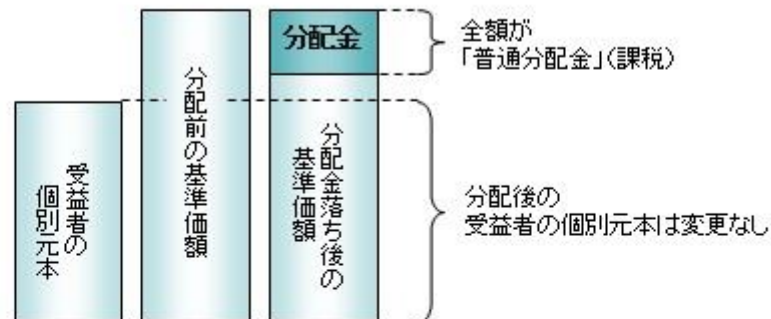 受益者の
個別元本
分配前の基準価額
分配金
分配金落ち後の
基準価額
全額が
「普通分配金」(課税)
分配後の
受益者の個別元本は変更なし